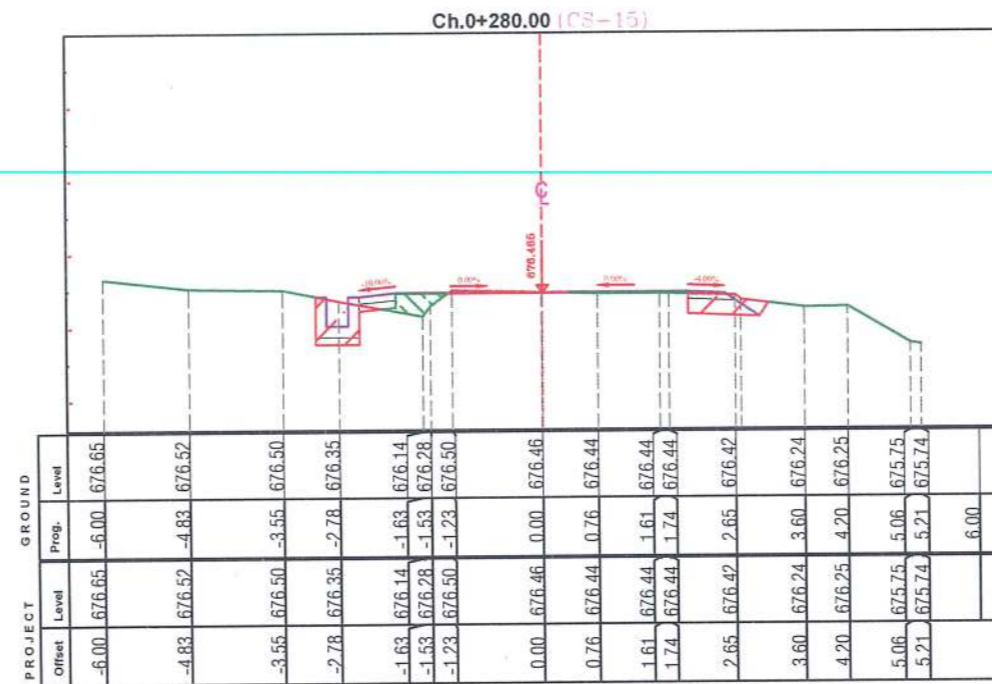 Ch.0+280.00 (CS-15)
CL
676.465
0.00%
0.00%
-4.00%
GROUND
Level
676.65 676.52 676.50 676.35 676.14 676.28 676.50 676.46 676.44 676.44 676.44 676.42 676.24 676.25 675.75 675.74
Prog.
-6.00 -4.83 -3.55 -2.78 -1.63 -1.53 -1.23 0.00 0.76 1.61 1.74 2.65 3.60 4.20 5.06 5.21 6.00
PROJECT
Level
676.65 676.52 676.50 676.35 676.14 676.28 676.50 676.46 676.44 676.44 676.44 676.42 676.24 676.25 675.75 675.74
Offset
-6.00 -4.83 -3.55 -2.78 -1.63 -1.53 -1.23 0.00 0.76 1.61 1.74 2.65 3.60 4.20 5.06 5.21